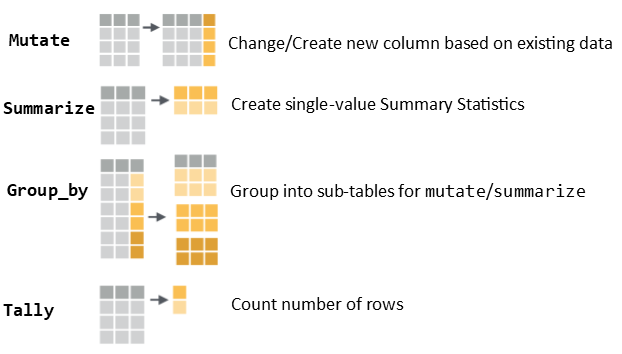 Mutate
Change/Create new column based on existing data
Summarize
Create single-value Summary Statistics
Group_by
Group into sub-tables for mutate/summarize
Tally
Count number of rows